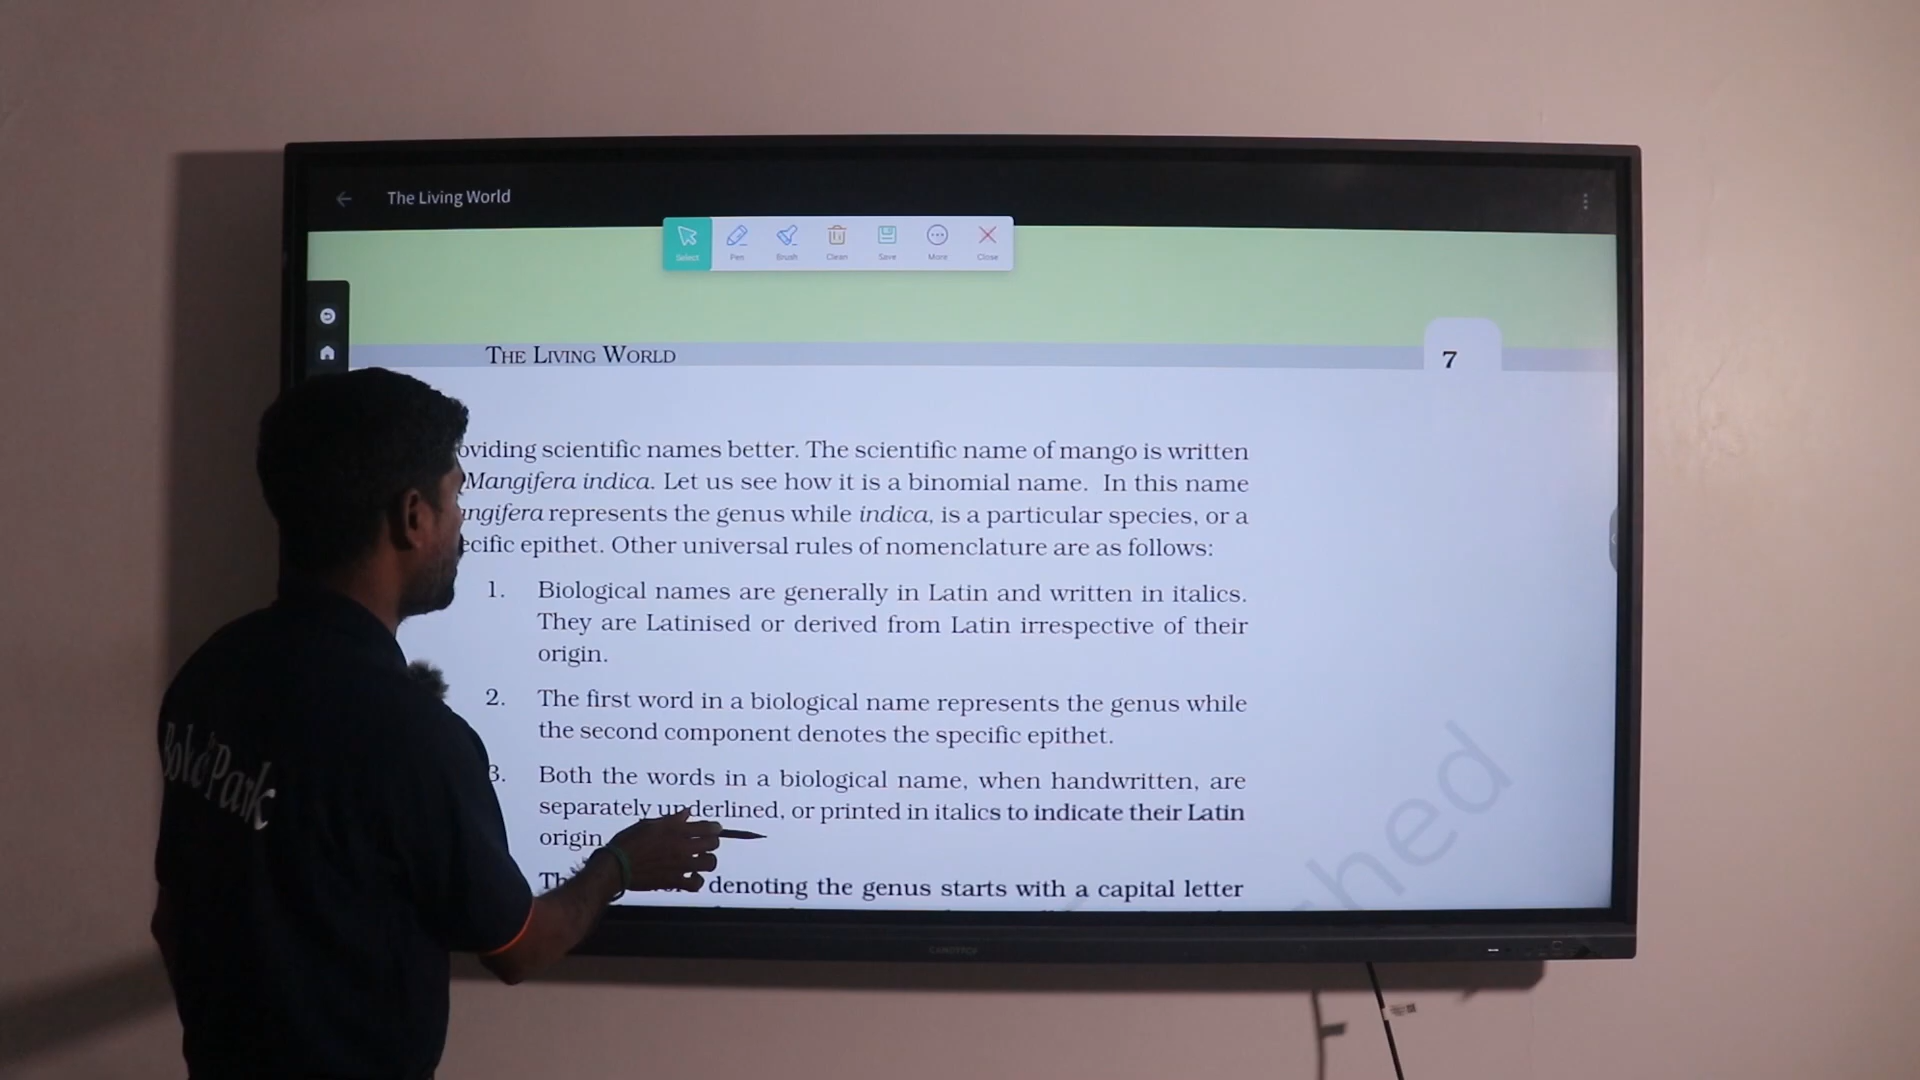 The Living World
Select Pen Brush Clean Save More Close
THE LIVING WORLD
7
oviding scientific names better. The scientific name of mango is written
Mangifera indica. Let us see how it is a binomial name. In this name
angifera represents the genus while indica, is a particular species, or a
ecific epithet. Other universal rules of nomenclature are as follows:
1. Biological names are generally in Latin and written in italics.
They are Latinised or derived from Latin irrespective of their
origin.
2. The first word in a biological name represents the genus while
the second component denotes the specific epithet.
3. Both the words in a biological name, when handwritten, are
separately underlined, or printed in italics to indicate their Latin
origin.
denoting the genus starts with a capital letter
hed
Park